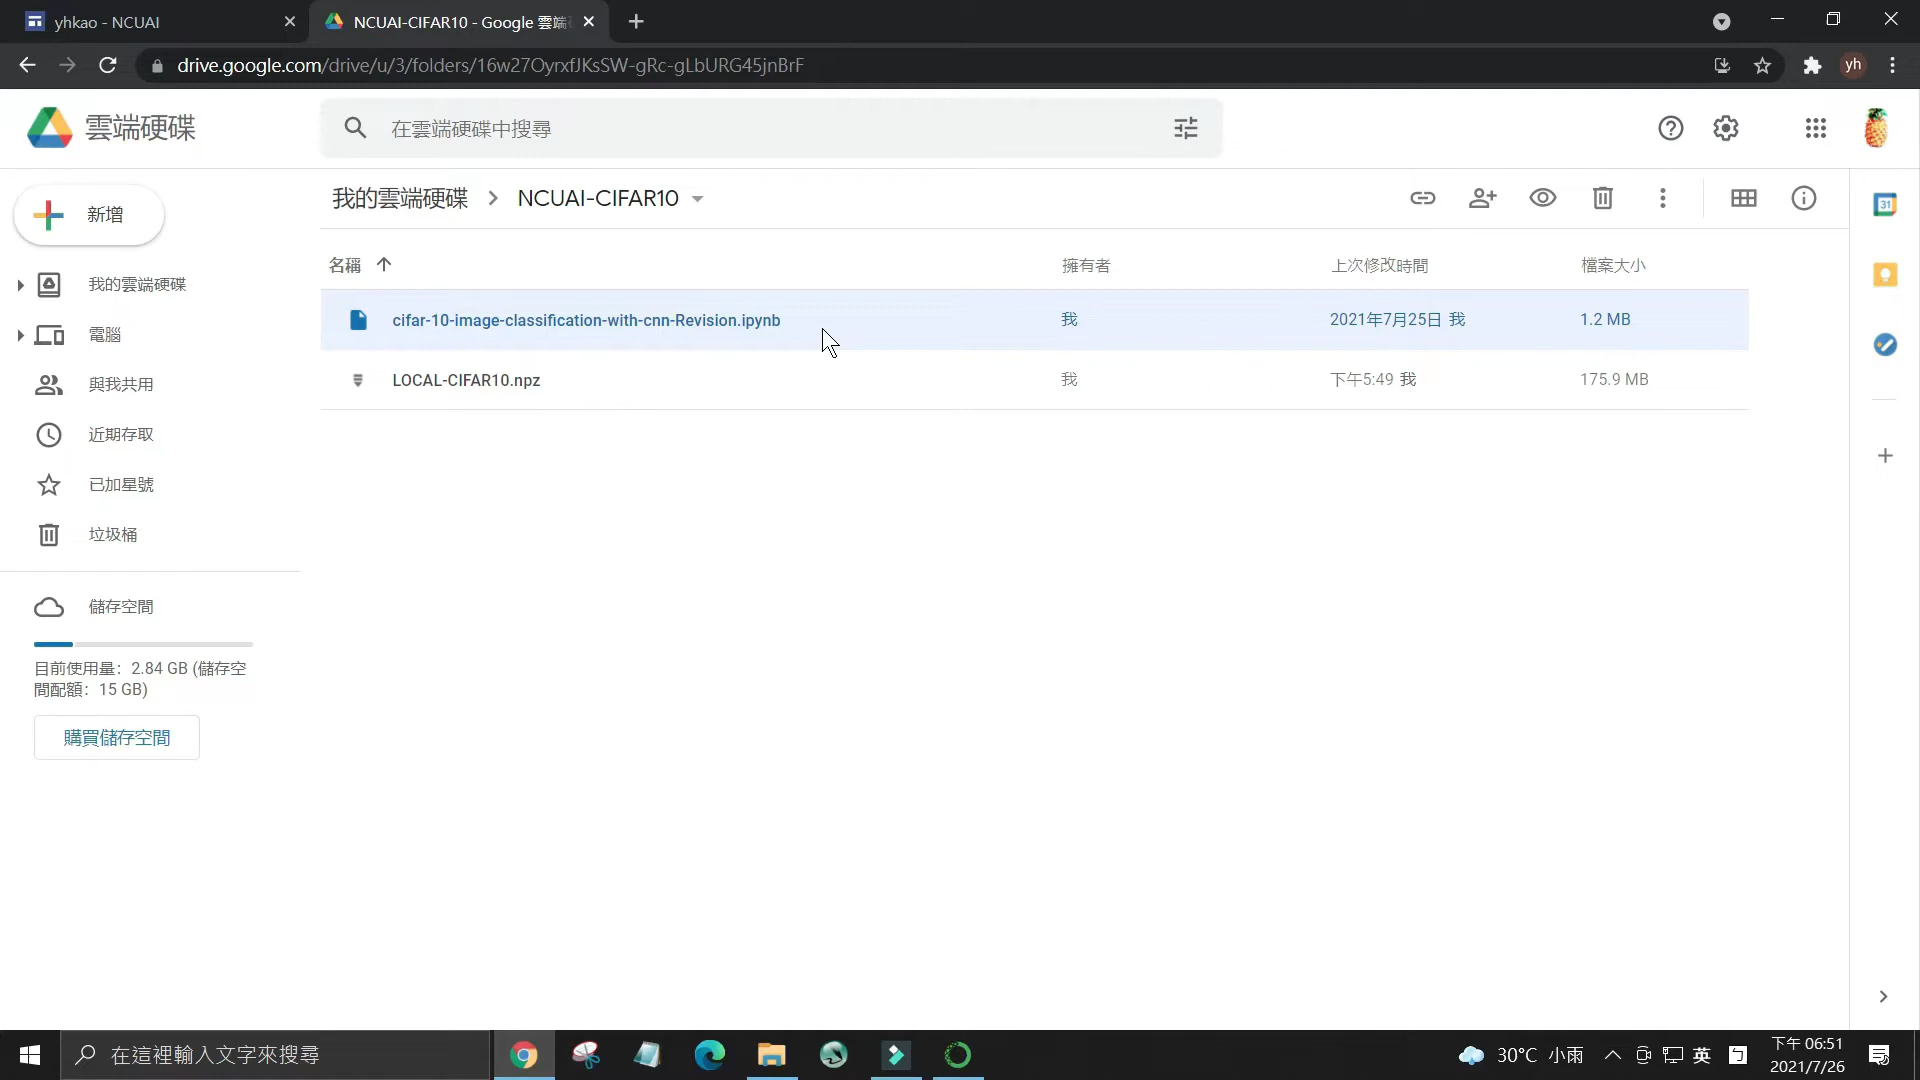 yhkao - NCUAI
NCUAI-CIFAR10 - Google 雲端
drive.google.com/drive/u/3/folders/16w27OyrxfJKsSW-gRc-gLbURG45jnBrF
yh
雲端硬碟
在雲端硬碟中搜尋
新增
我的雲端硬碟
電腦
與我共用
近期存取
已加星號
垃圾桶
儲存空間
目前使用量：2.84 GB (儲存空
間配額：15 GB)
購買儲存空間
我的雲端硬碟 > NCUAI-CIFAR10
名稱 擁有者 上次修改時間 檔案大小
cifar-10-image-classification-with-cnn-Revision.ipynb 我 2021年7月25日 我 1.2 MB
LOCAL-CIFAR10.npz 我 下午5:49 我 175.9 MB
31
在這裡輸入文字來搜尋
30°C 小雨
英
下午 06:51
2021/7/26